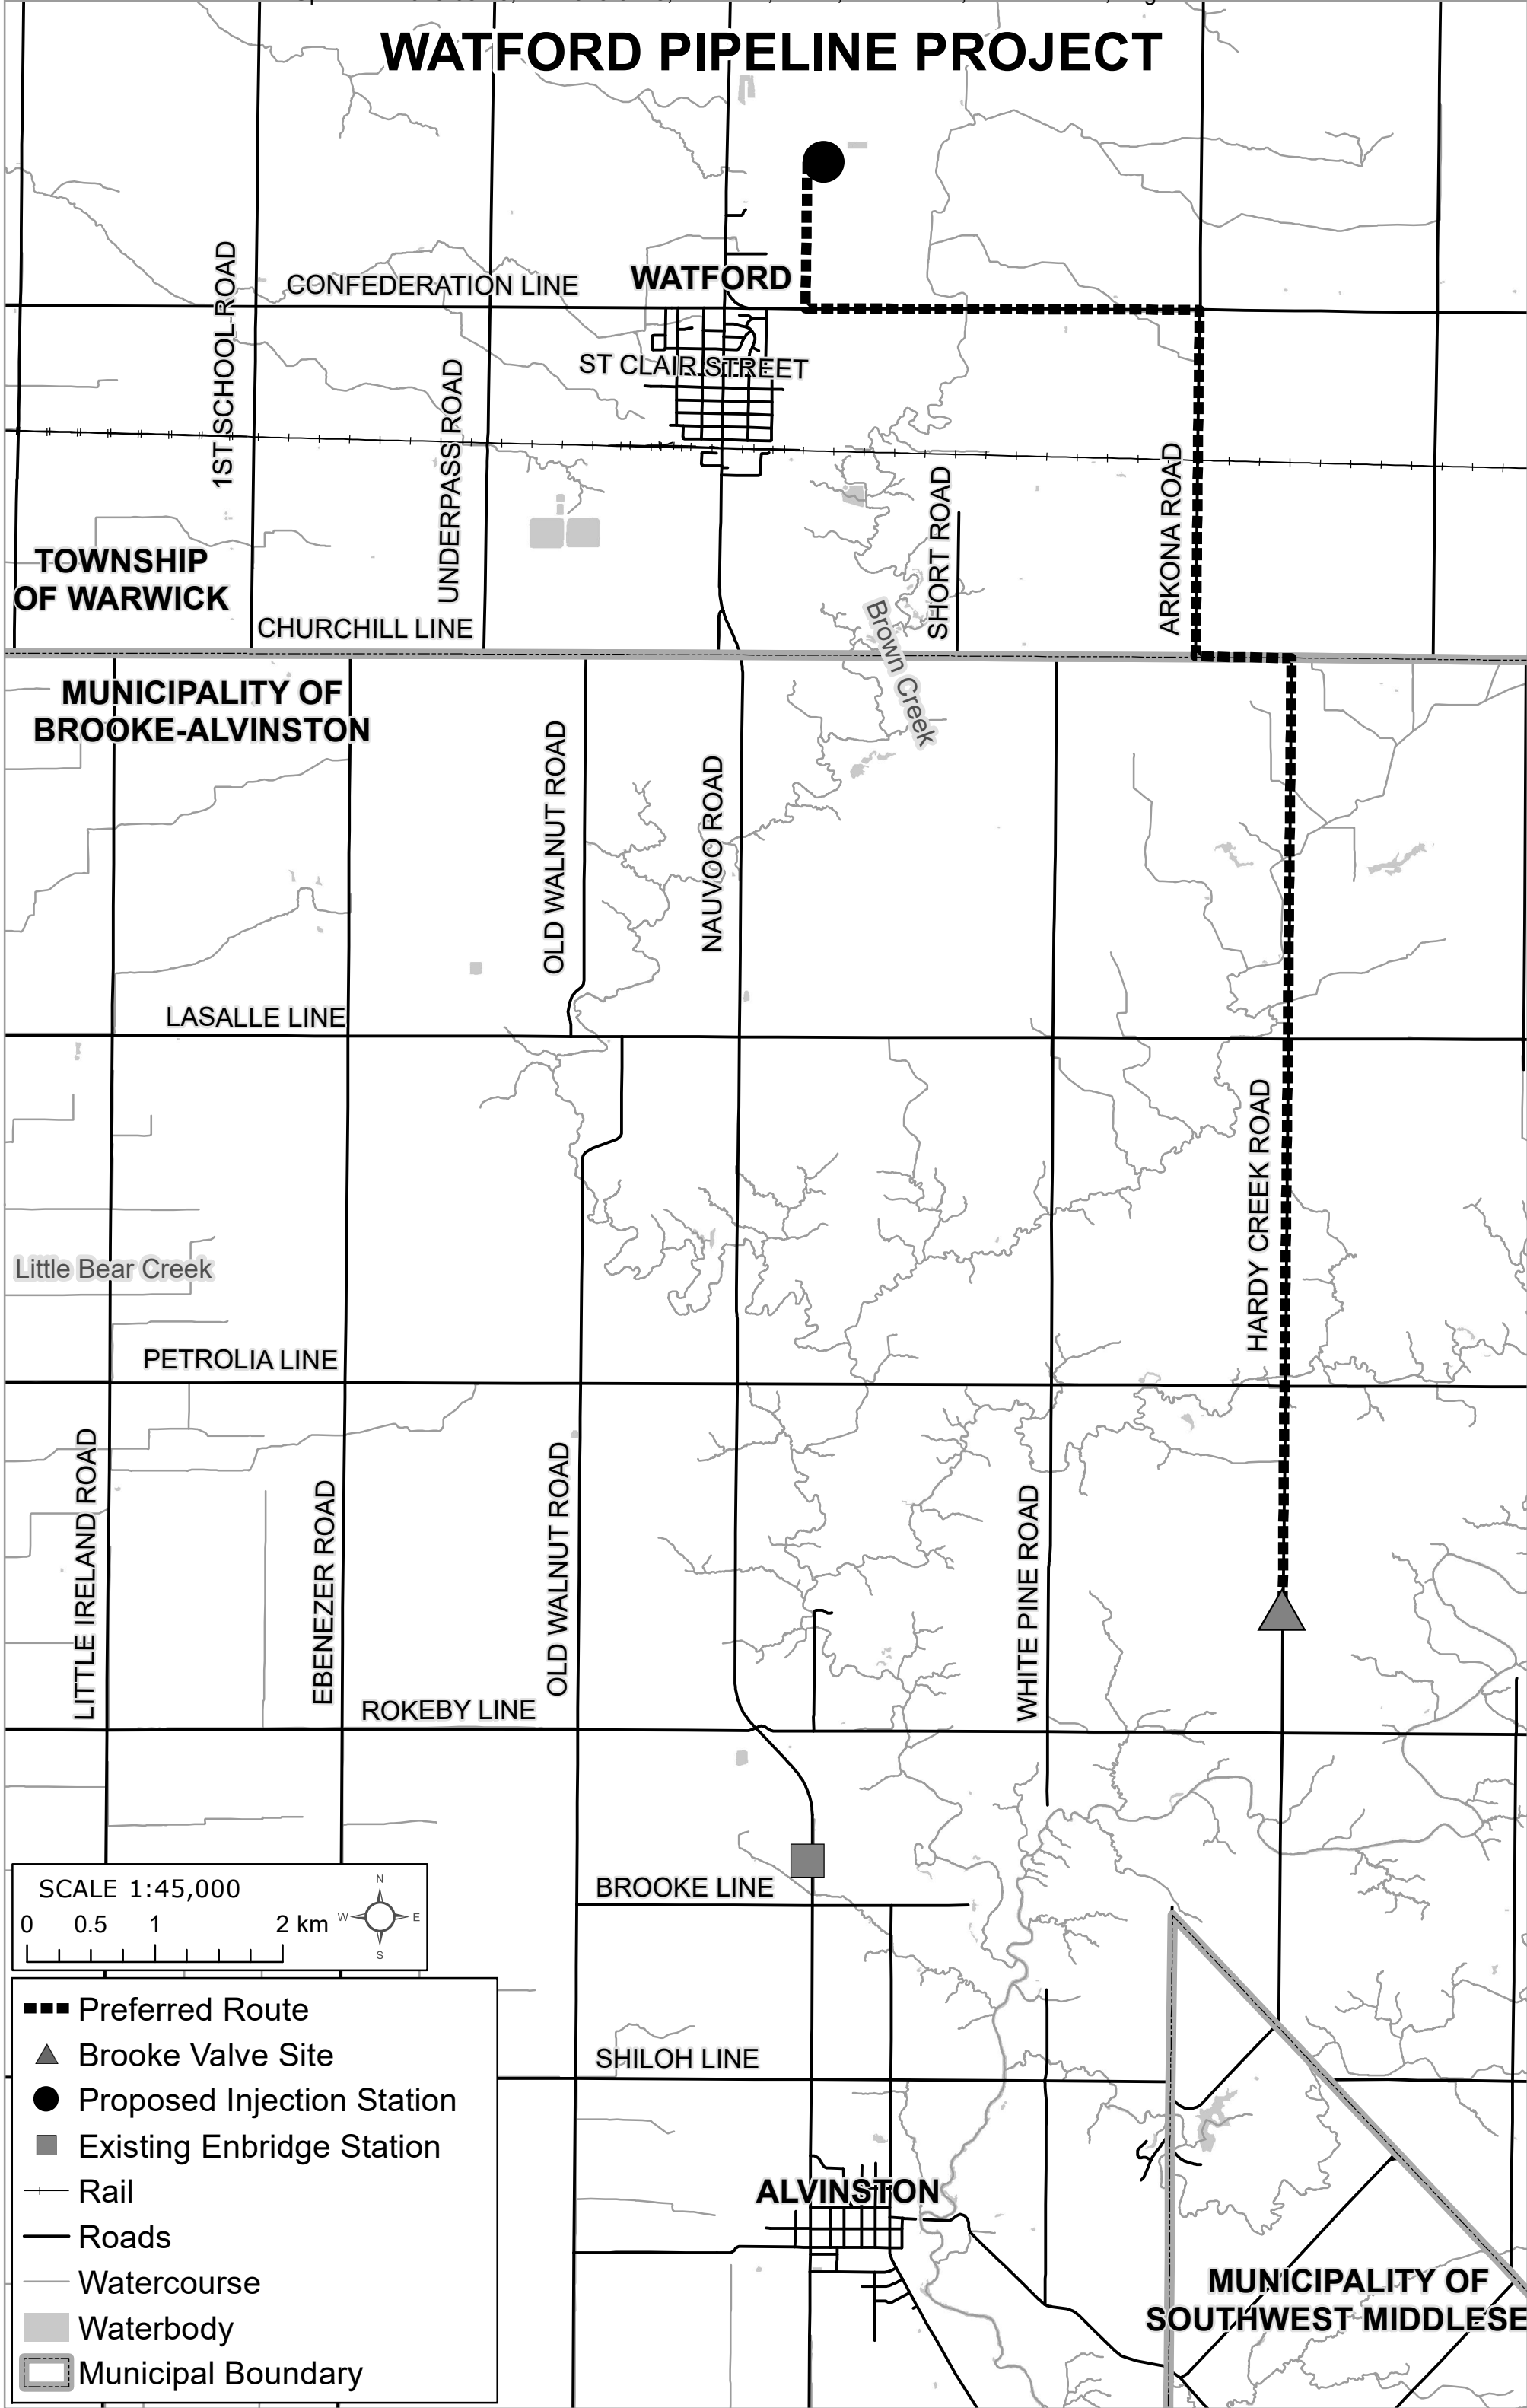 WATFORD PIPELINE PROJECT
WATFORD
CONFEDERATION LINE
1ST SCHOOL ROAD
ST CLAIR STREET
UNDERPASS ROAD
SHORT ROAD
ARKONA ROAD
TOWNSHIP
OF WARWICK
CHURCHILL LINE
Brown Creek
MUNICIPALITY OF
BROOKE-ALVINSTON
OLD WALNUT ROAD
NAUVOO ROAD
LASALLE LINE
HARDY CREEK ROAD
Little Bear Creek
PETROLIA LINE
LITTLE IRELAND ROAD
EBENEZER ROAD
OLD WALNUT ROAD
WHITE PINE ROAD
ROKEBY LINE
BROOKE LINE
SCALE 1:45,000
0 0.5 1 2 km
N
W E
S
SHILOH LINE
ALVINSTON
MUNICIPALITY OF
SOUTHWEST MIDDLESE
Preferred Route
Brooke Valve Site
Proposed Injection Station
Existing Enbridge Station
Rail
Roads
Watercourse
Waterbody
Municipal Boundary